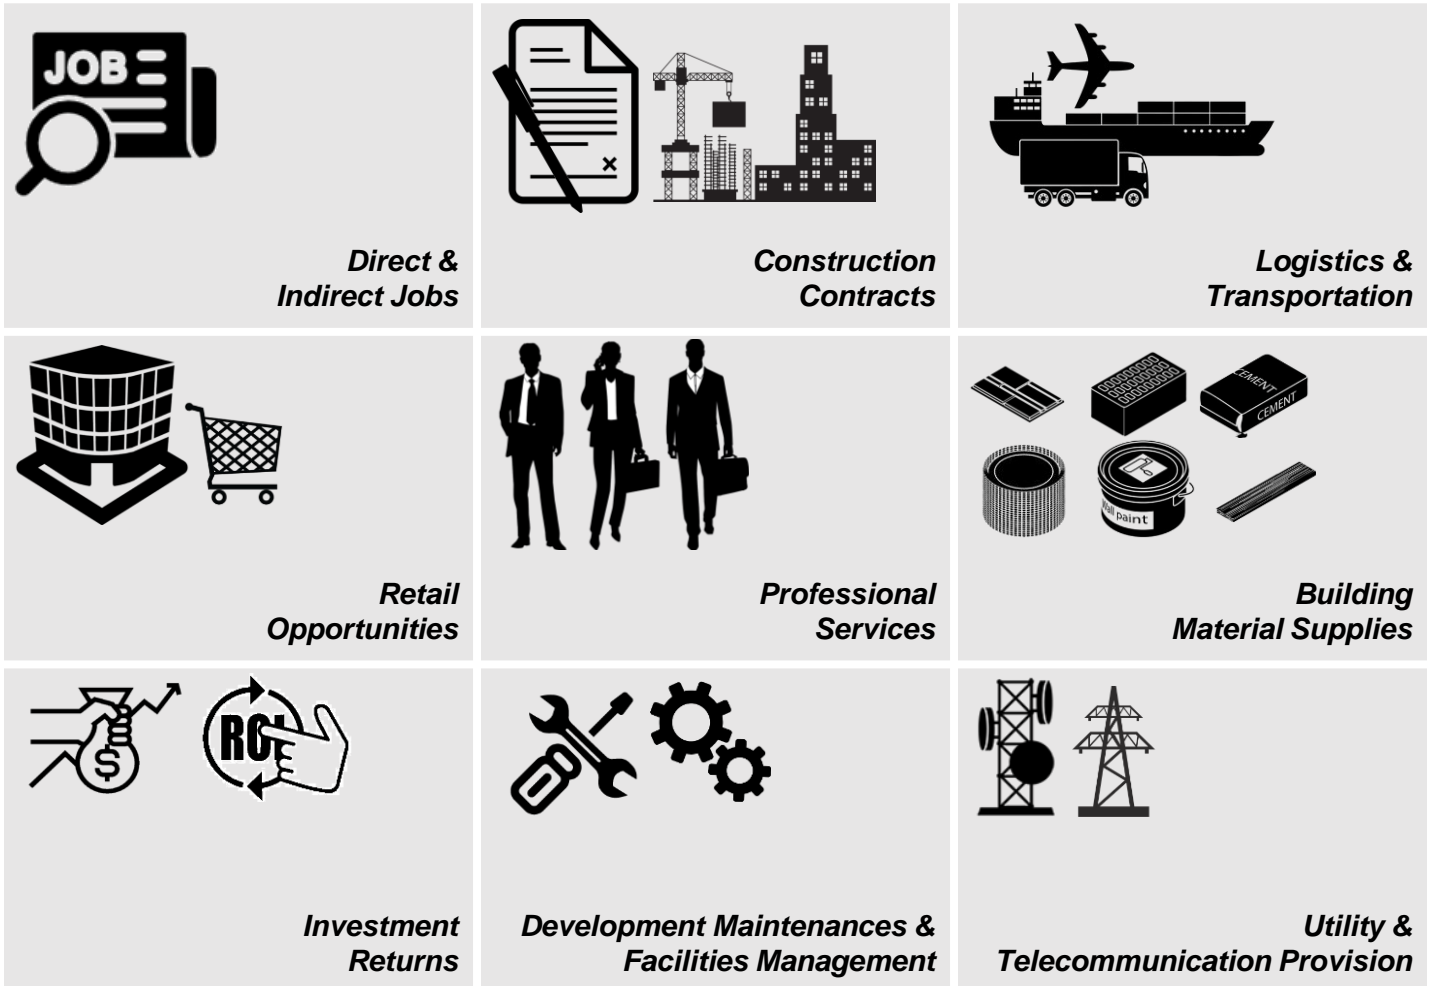 JOB
Direct &
Indirect Jobs
Construction
Contracts
Logistics &
Transportation
Retail
Opportunities
Professional
Services
CEMENT
CEMENT
paint
Building
Material Supplies
$
ROI
Investment
Returns
Development Maintenances &
Facilities Management
Utility &
Telecommunication Provision